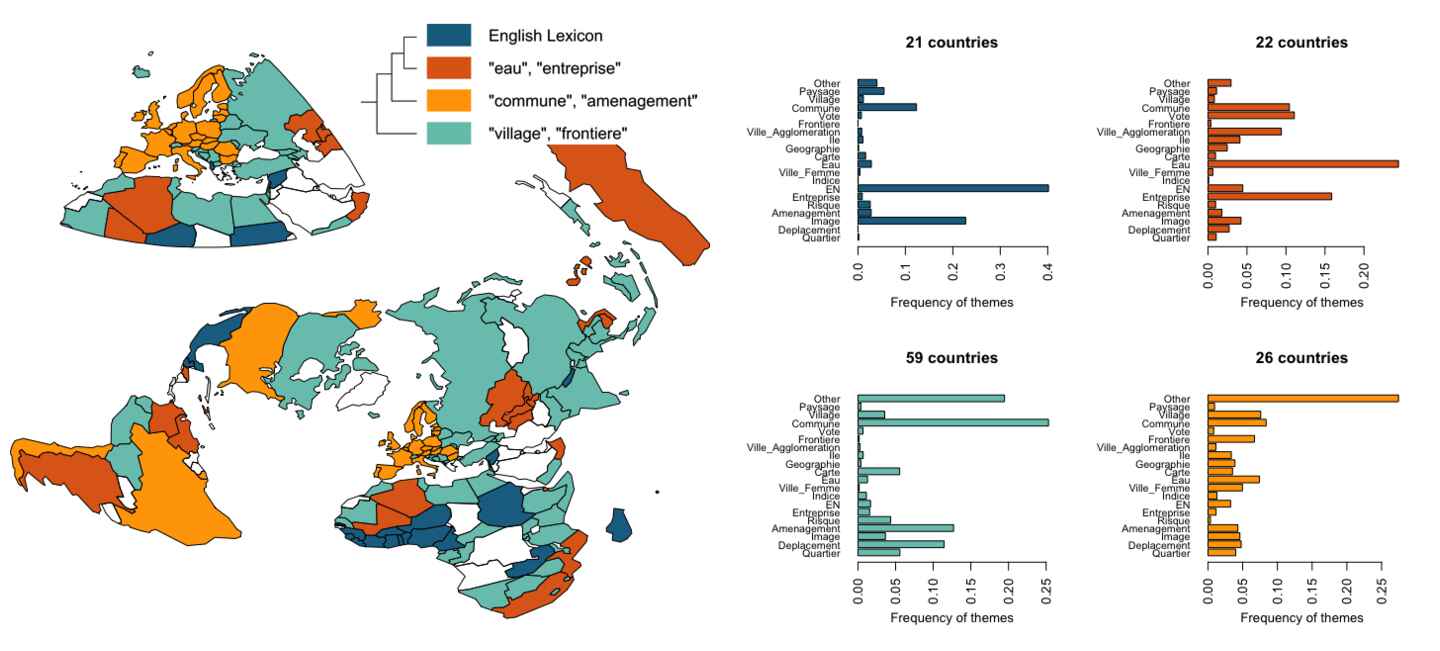 English Lexicon
"eau", "entreprise"
"commune", "amenagement"
"village", "frontiere"
21 countries
Other
Paysage
Village
Commune
Vote
Frontiere
Ville_Agglomeration
Ile
Geographie
Carte
Eau
Ville_Femme
Indice
EN
Entreprise
Risque
Amenagement
Image
Deplacement
Quartier
0.0 0.1 0.2 0.3 0.4
Frequency of themes
22 countries
Other
Paysage
Village
Commune
Vote
Frontiere
Ville_Agglomeration
Ile
Geographie
Carte
Eau
Ville_Femme
Indice
EN
Entreprise
Risque
Amenagement
Image
Deplacement
Quartier
0.00 0.05 0.10 0.15 0.20
Frequency of themes
59 countries
Other
Paysage
Village
Commune
Vote
Frontiere
Ville_Agglomeration
Ile
Geographie
Carte
Eau
Ville_Femme
Indice
EN
Entreprise
Risque
Amenagement
Image
Deplacement
Quartier
0.00 0.05 0.10 0.15 0.20 0.25
Frequency of themes
26 countries
Other
Paysage
Village
Commune
Vote
Frontiere
Ville_Agglomeration
Ile
Geographie
Carte
Eau
Ville_Femme
Indice
EN
Entreprise
Risque
Amenagement
Image
Deplacement
Quartier
0.00 0.05 0.10 0.15 0.20 0.25
Frequency of themes